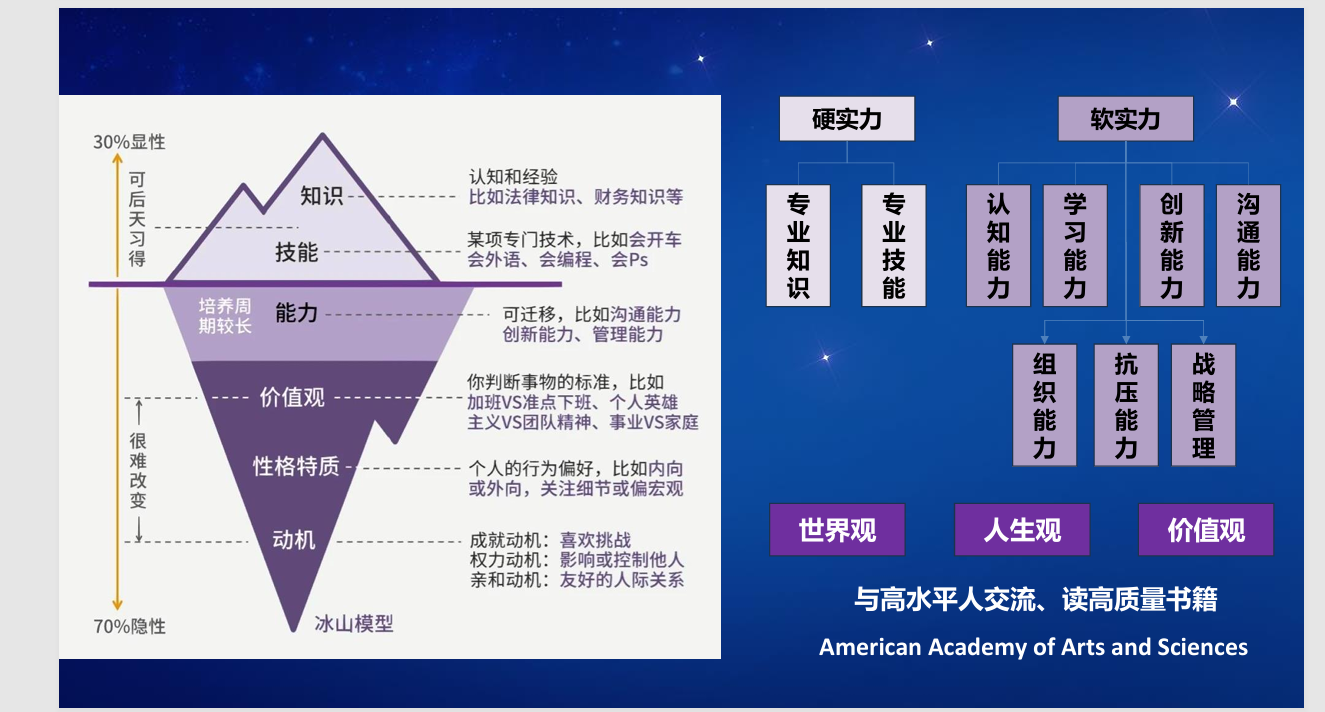 30%显性
可后天习得
知识
认知和经验
比如法律知识、财务知识等
技能
某项专门技术，比如会开车
会外语、会编程、会Ps
培养周
期较长
能力
可迁移，比如沟通能力
创新能力、管理能力
很难改变
价值观
你判断事物的标准，比如
加班VS准点下班、个人英雄
主义VS团队精神、事业VS家庭
性格特质
个人的行为偏好，比如内向
或外向，关注细节或偏宏观
动机
成就动机：喜欢挑战
权力动机：影响或控制他人
亲和动机：友好的人际关系
70%隐性
冰山模型
硬实力
专业知识
专业技能
软实力
认知能力
学习能力
创新能力
沟通能力
组织能力
抗压能力
战略管理
世界观
人生观
价值观
与高水平人交流、读高质量书籍
American Academy of Arts and Sciences